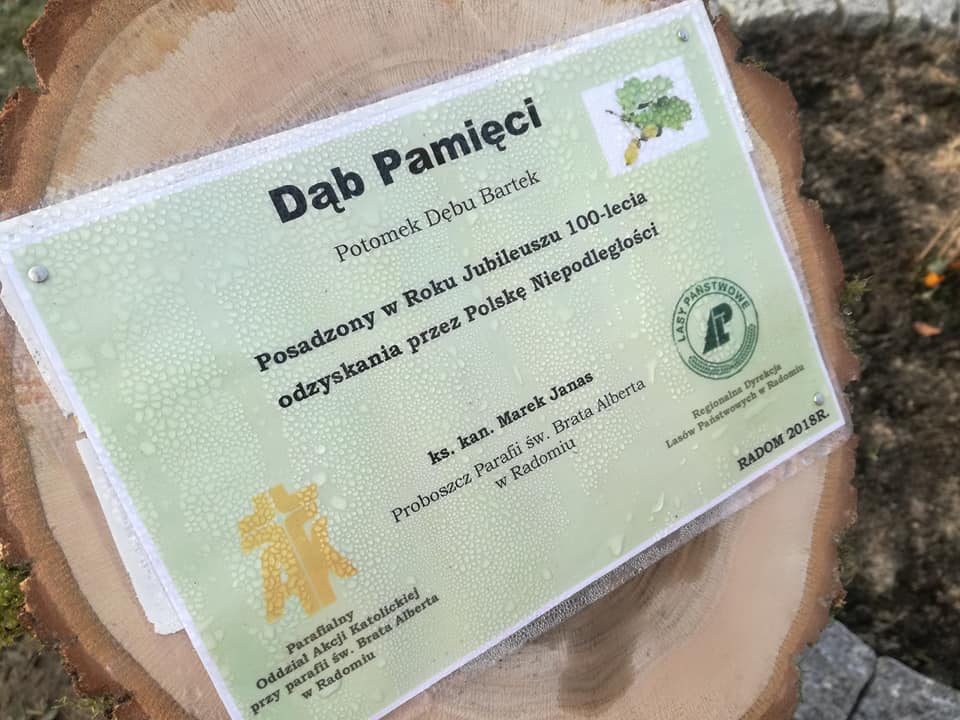 Dąb Pamięci
Potomek Dębu Bartek
Posadzony w Roku Jubileuszu 100-lecia
odzyskania przez Polskę Niepodległości
ks. kan. Marek Janas
Proboszcz Parafii św. Brata Alberta
w Radomiu
LASY PAŃSTWOWE
Regionalna Dyrekcja
Lasów Państwowych w Radomiu
RADOM 2018R.
Parafialny
Oddział Akcji Katolickiej
przy parafii św. Brata Alberta
w Radomiu